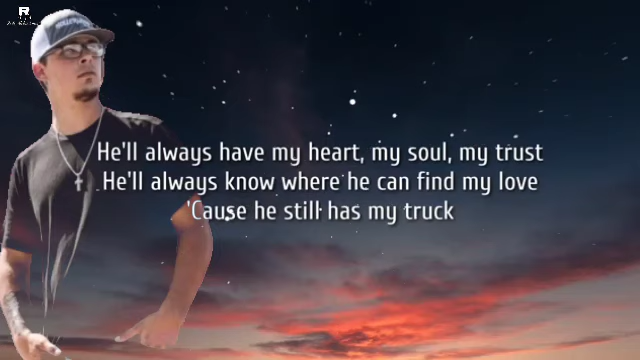 R
He'll always have my heart, my soul, my trust
He'll always know where he can find my love
'Cause he still has my truck